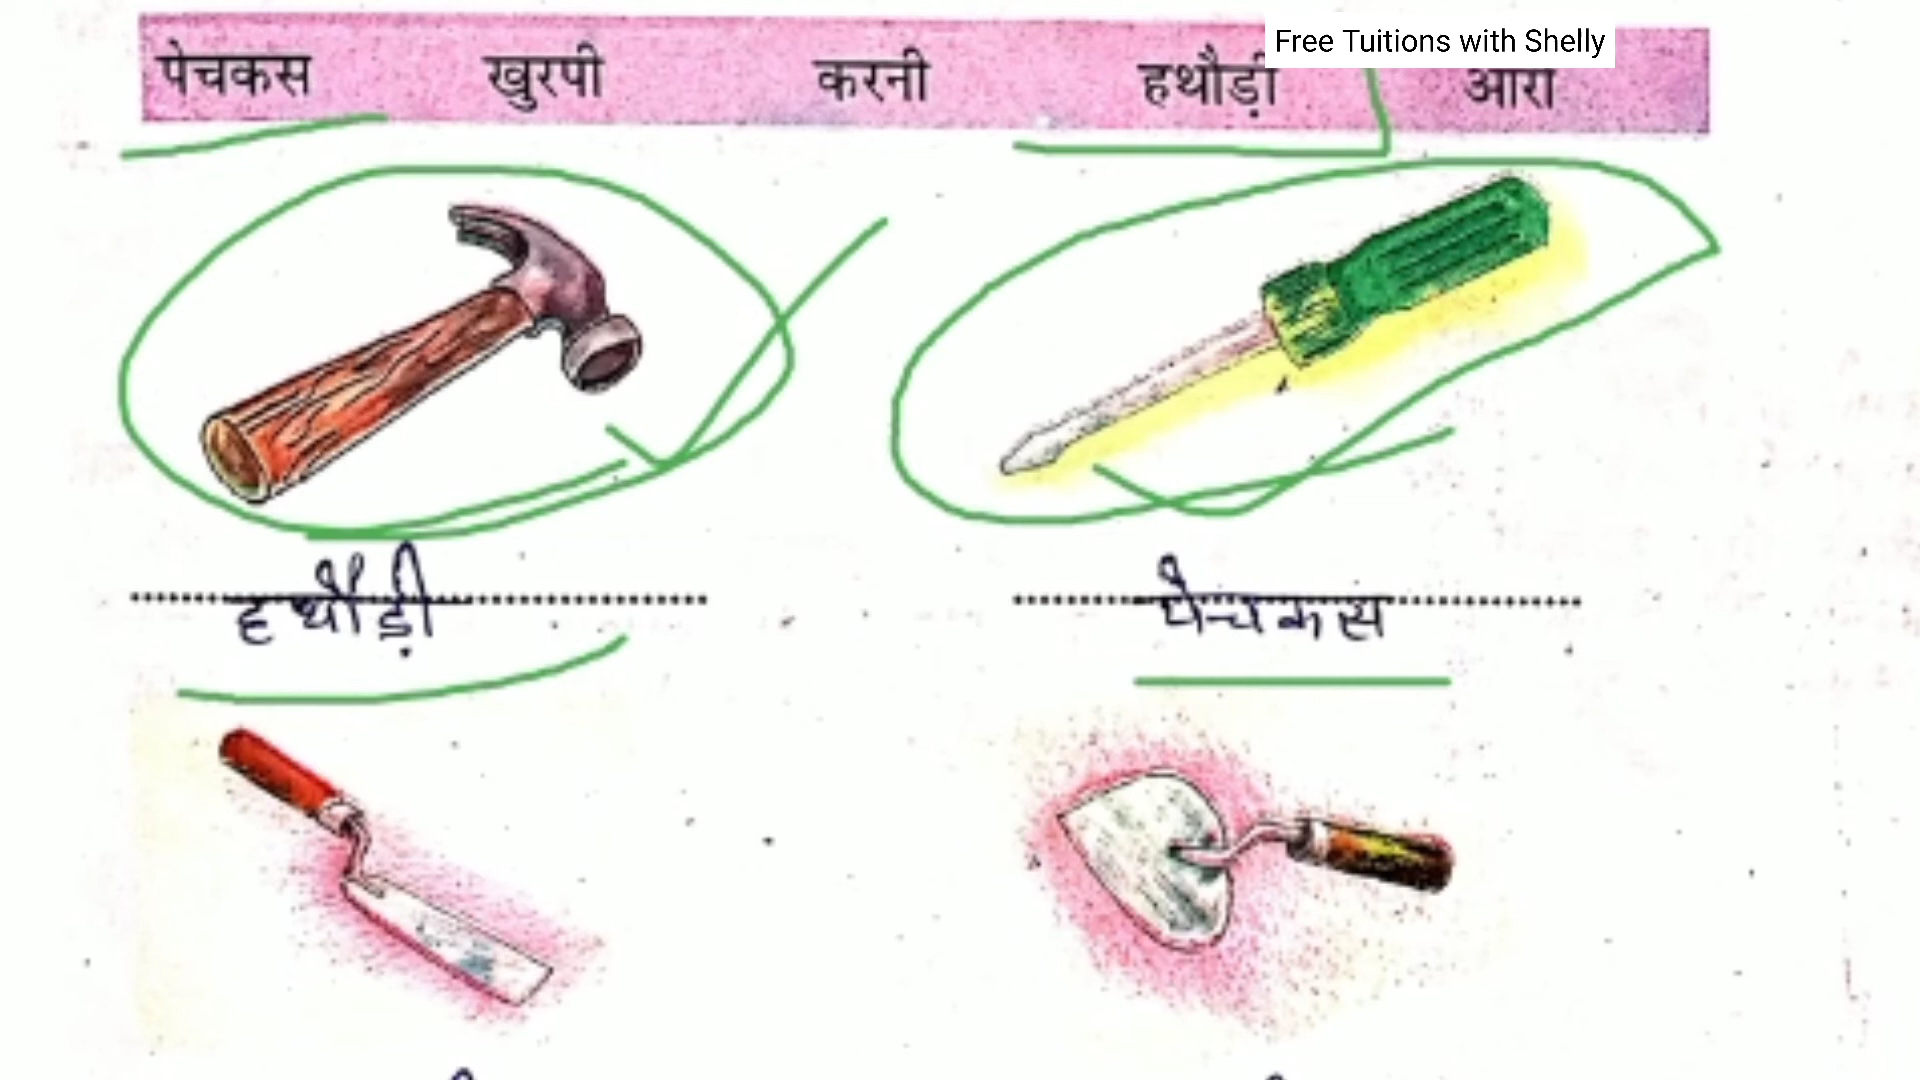 Free Tuitions with Shelly
पेचकस खुरपी करनी हथौड़ी आरी
हथौड़ी पेचकस